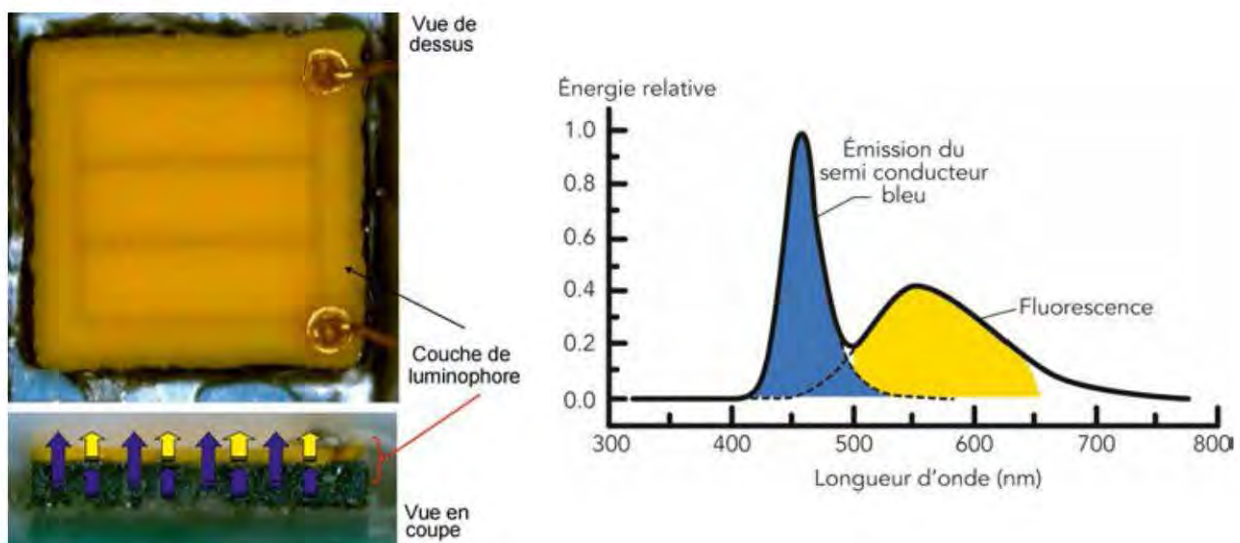 Vue de
dessus
Couche de
luminophore
Vue en
coupe
Énergie relative
1.0
0.8
0.6
0.4
0.2
0.0
Émission du
semi conducteur
bleu
Fluorescence
300
400
500
600
700
800
Longueur d'onde (nm)